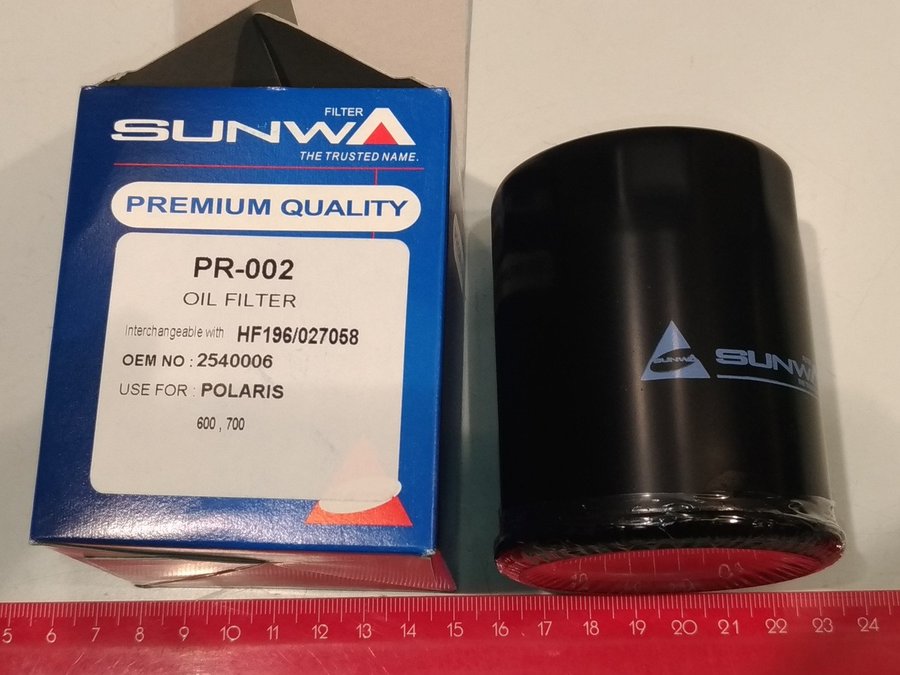 FILTER
SUNWA
THE TRUSTED NAME.
PREMIUM QUALITY
PR-002
OIL FILTER
Interchangeable with HF196/027058
OEM NO : 2540006
USE FOR : POLARIS
600 , 700
SUNWA
SUNWA
5 6 7 8 9 10 11 12 13 14 15 16 17 18 19 20 21 22 23 24